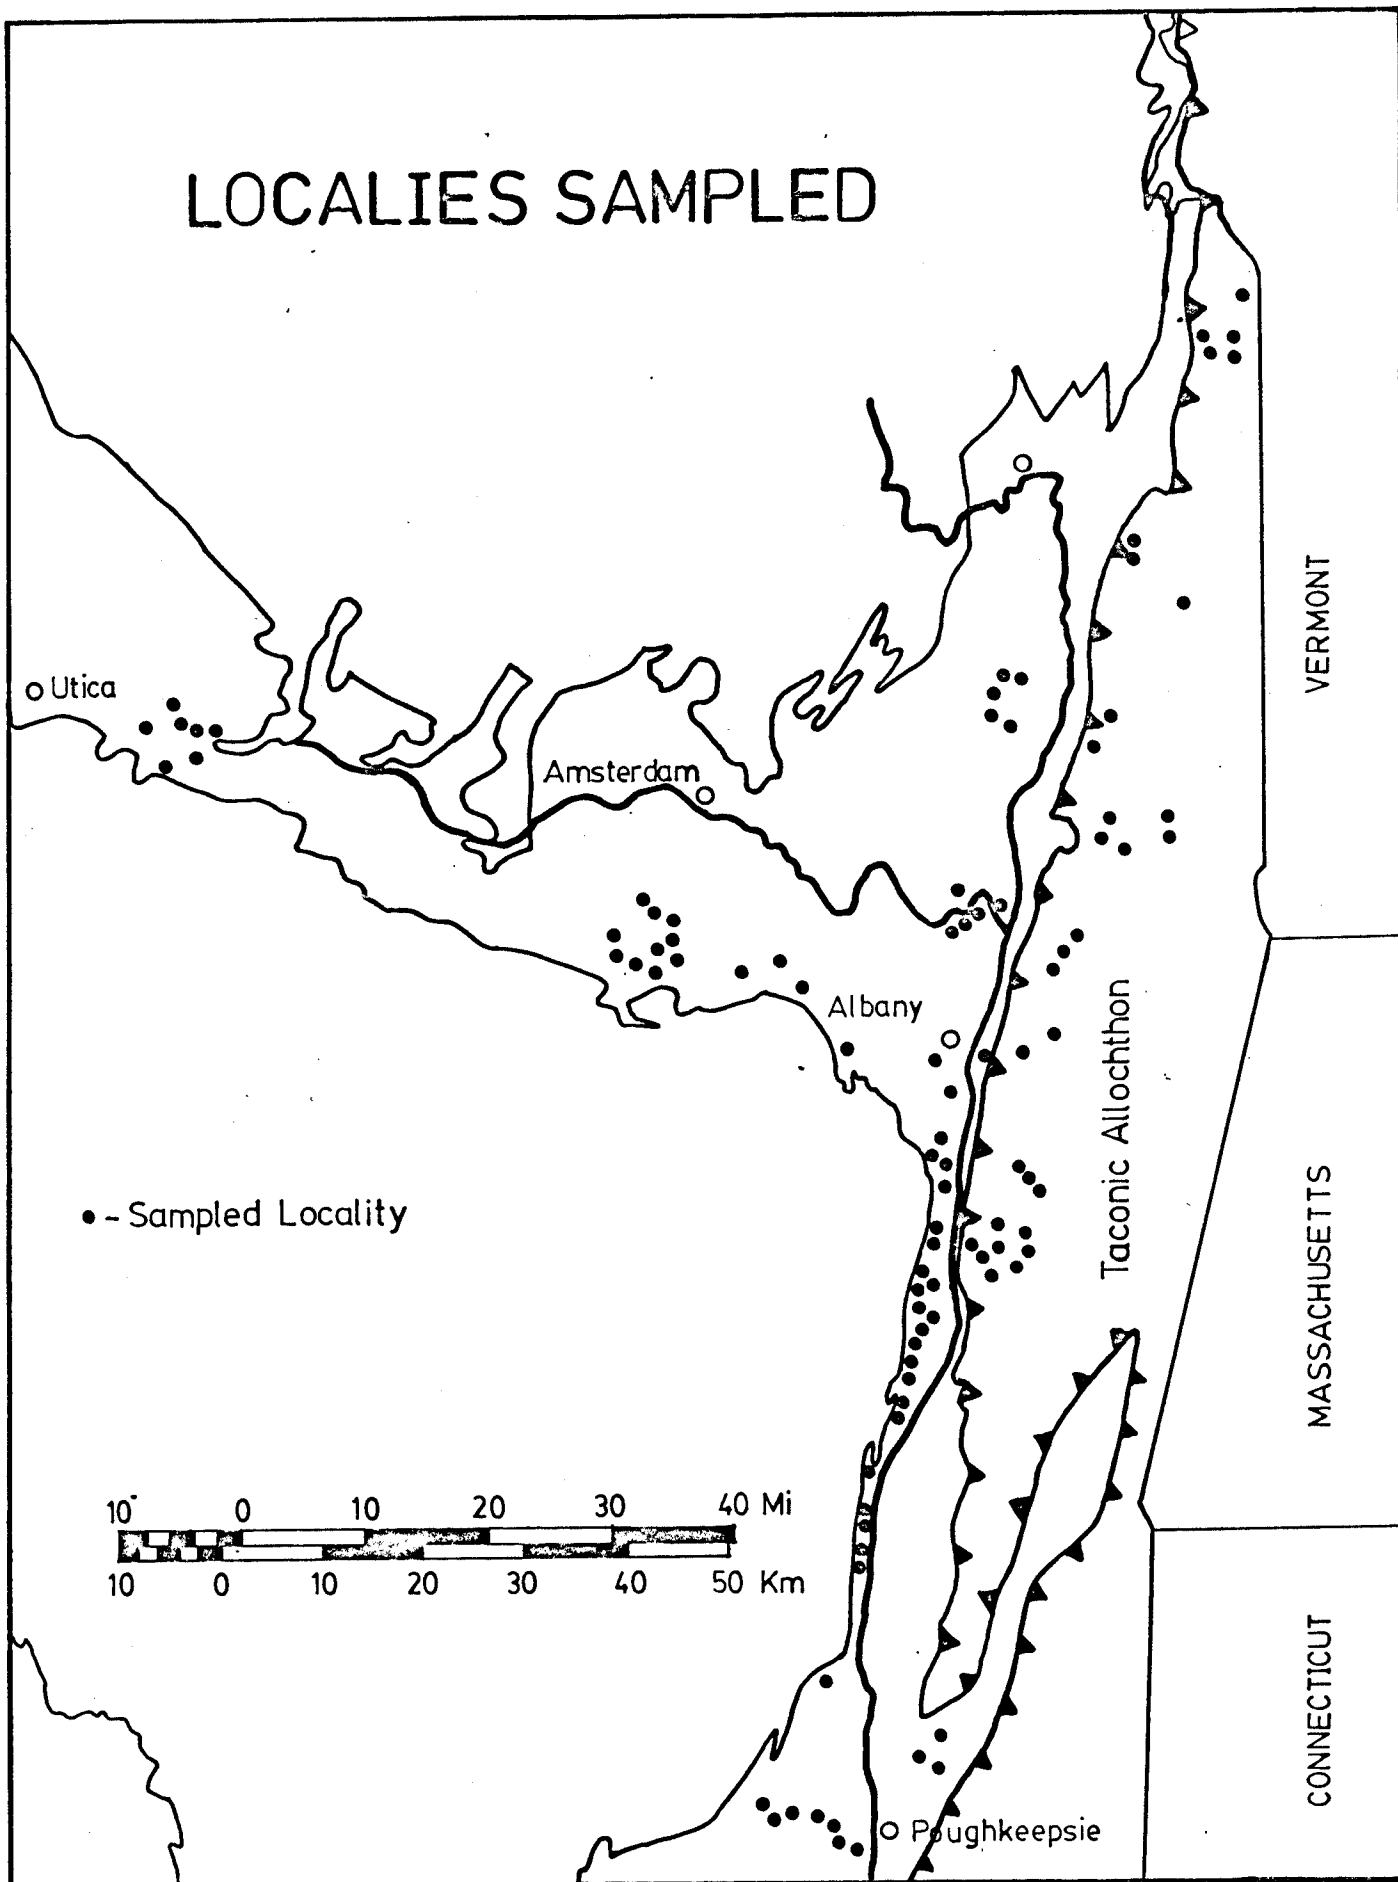 LOCALIES SAMPLED
VERMONT
Utica
Amsterdam
Albany
Taconic Allochthon
● - Sampled Locality
MASSACHUSETTS
10 0 10 20 30 40 Mi
10 0 10 20 30 40 50 Km
CONNECTICUT
Poughkeepsie